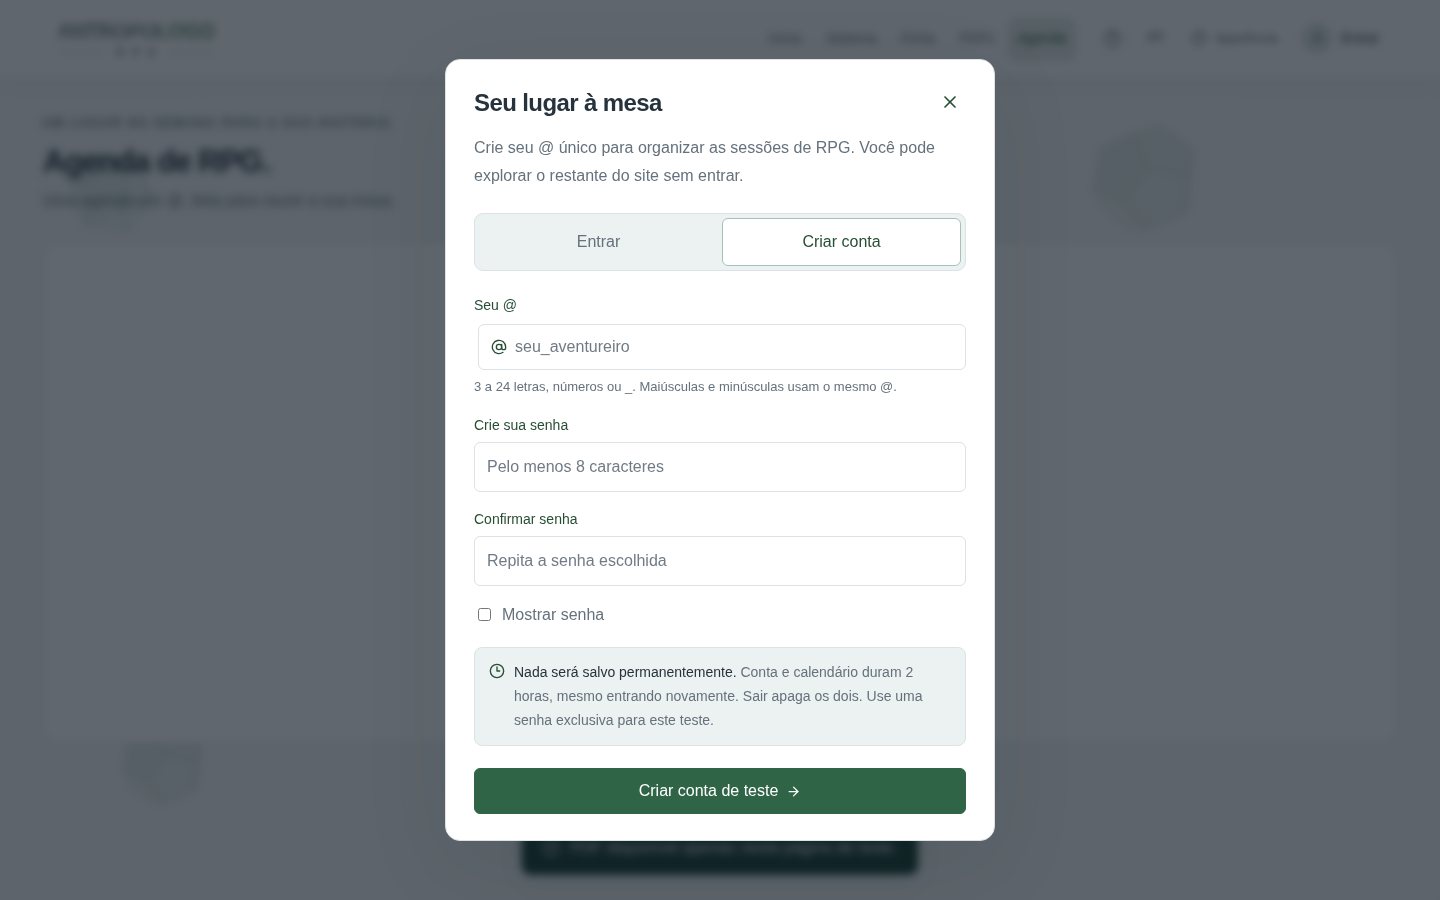 ANTROPOLOGO
RPG
Agenda de RPG.
Seu lugar à mesa
Crie seu @ único para organizar as sessões de RPG. Você pode
explorar o restante do site sem entrar.
Entrar
Criar conta
Seu @
seu_aventureiro
3 a 24 letras, números ou _. Maiúsculas e minúsculas usam o mesmo @.
Crie sua senha
Pelo menos 8 caracteres
Confirmar senha
Repita a senha escolhida
Mostrar senha
Nada será salvo permanentemente. Conta e calendário duram 2
horas, mesmo entrando novamente. Sair apaga os dois. Use uma
senha exclusiva para este teste.
Criar conta de teste